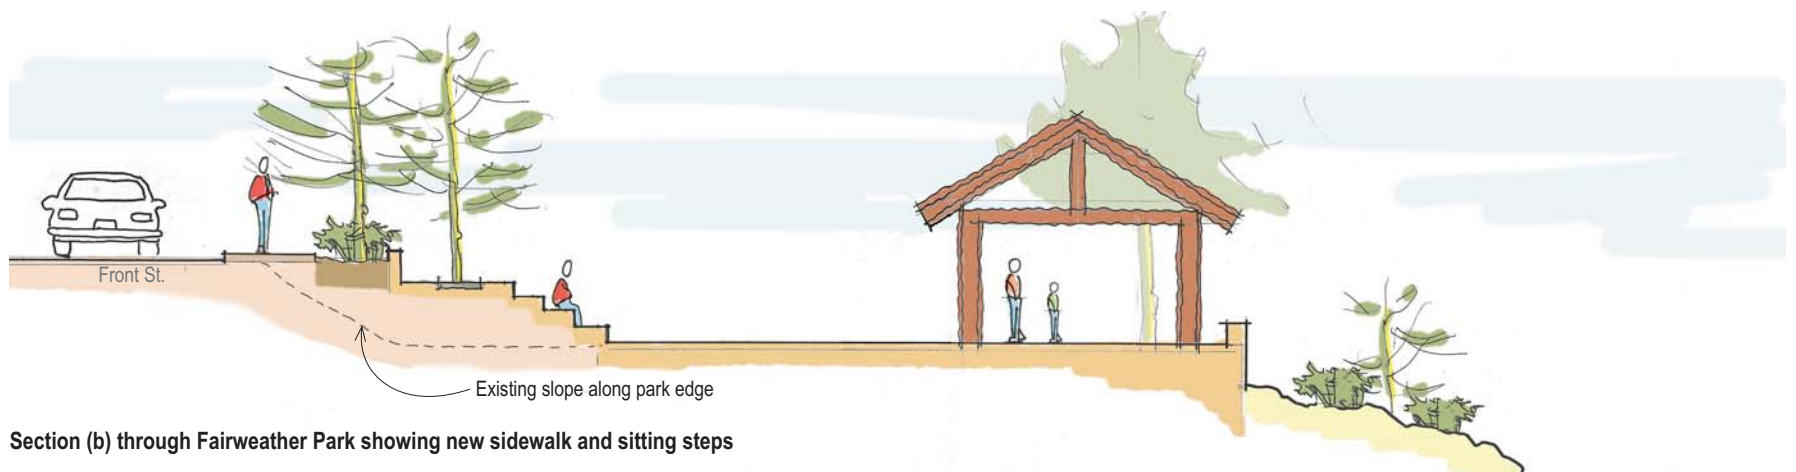 Front St.
Existing slope along park edge
Section (b) through Fairweather Park showing new sidewalk and sitting steps